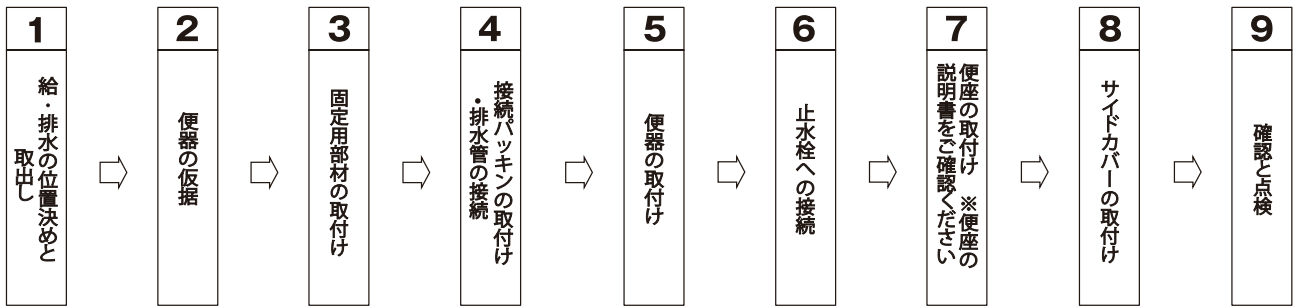 1
給・排水の位置決めと
取出し
2
便器の仮据
3
固定用部材の取付け
4
接続パッキンの取付け
・排水管の接続
5
便器の取付け
6
止水栓への接続
7
便座の取付け ※便座の
説明書をご確認ください
8
サイドカバーの取付け
9
確認と点検